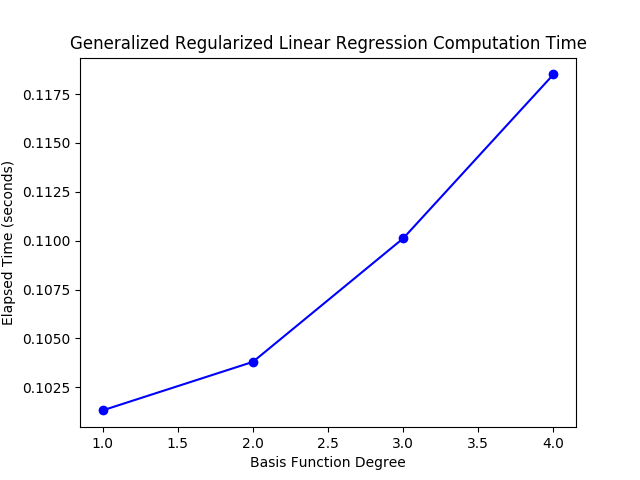 Generalized Regularized Linear Regression Computation Time
Elapsed Time (seconds)
0.1175
0.1150
0.1125
0.1100
0.1075
0.1050
0.1025
1.0 1.5 2.0 2.5 3.0 3.5 4.0
Basis Function Degree